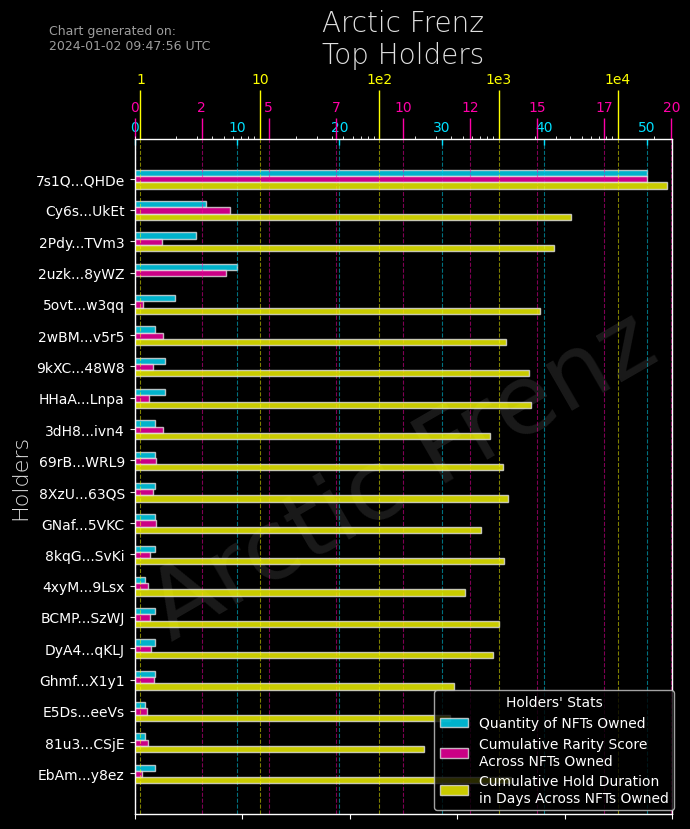 Chart generated on:
2024-01-02 09:47:56 UTC
Arctic Frenz
Top Holders
1 10 1e2 1e3 1e4
0 2 5 7 10 12 15 17 20
0 10 20 30 40 50
Holders
7s1Q...QHDe
Cy6s...UkEt
2Pdy...TVm3
2uzk...8yWZ
5ovt...w3qq
2wBM...v5r5
9kXC...48W8
HHaA...Lnpa
3dH8...ivn4
69rB...WRL9
8XzU...63QS
GNaf...5VKC
8kqG...SvKi
4xyM...9Lsx
BCMP...SzWJ
DyA4...qKLJ
Ghmf...X1y1
E5Ds...eeVs
81u3...CSjE
EbAm...y8ez
Arctic Frenz
Holders' Stats
Quantity of NFTs Owned
Cumulative Rarity Score
Across NFTs Owned
Cumulative Hold Duration
in Days Across NFTs Owned